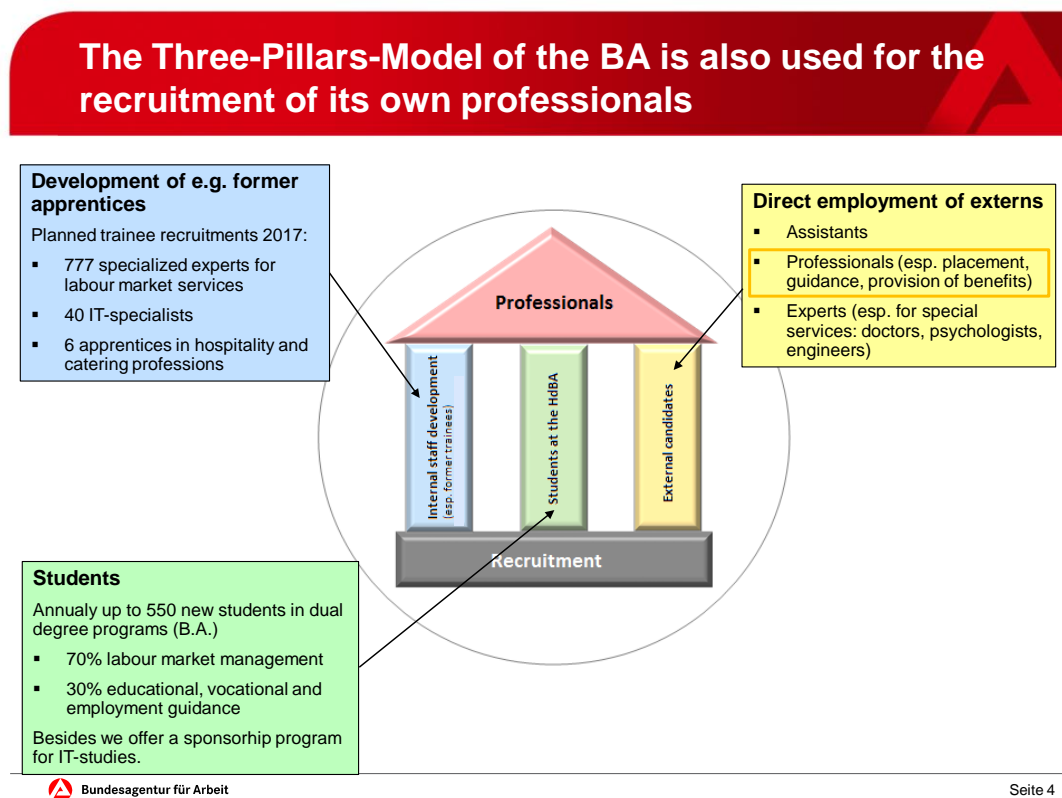 The Three-Pillars-Model of the BA is also used for the
recruitment of its own professionals
Development of e.g. former
apprentices
Planned trainee recruitments 2017:
▪ 777 specialized experts for
labour market services
▪ 40 IT-specialists
▪ 6 apprentices in hospitality and
catering professions
Direct employment of externs
▪ Assistants
▪ Professionals (esp. placement,
guidance, provision of benefits)
▪ Experts (esp. for special
services: doctors, psychologists,
engineers)
Professionals
Internal staff development
(esp. former trainees)
Students at the HdBA
External candidates
Recruitment
Students
Annualy up to 550 new students in dual
degree programs (B.A.)
▪ 70% labour market management
▪ 30% educational, vocational and
employment guidance
Besides we offer a sponsorhip program
for IT-studies.
Bundesagentur für Arbeit
Seite 4